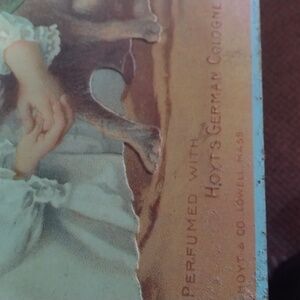 PERFUMED WITH
HOYT'S GERMAN COLOGNE
HOYT & CO. LOWELL, MASS